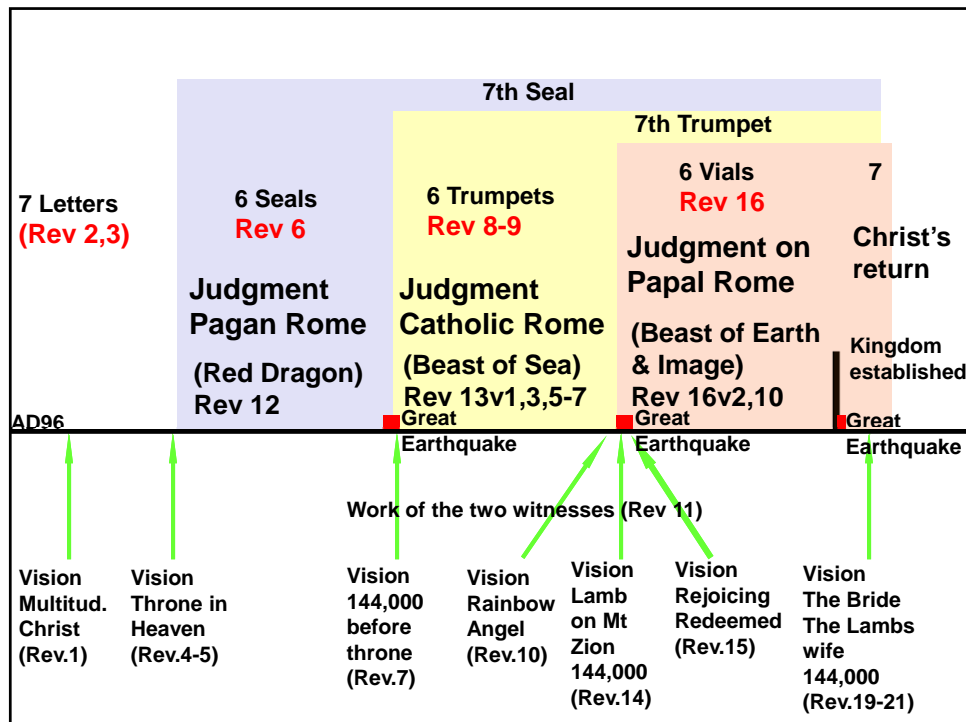 7th Seal
7th Trumpet
7 Letters
(Rev 2,3)
6 Seals
Rev 6
Judgment
Pagan Rome
(Red Dragon)
Rev 12
6 Trumpets
Rev 8-9
Judgment
Catholic Rome
(Beast of Sea)
Rev 13v1,3,5-7
6 Vials
Rev 16
Judgment on
Papal Rome
(Beast of Earth
& Image)
Rev 16v2,10
7
Christ's
return
Kingdom
established
AD96
Great
Earthquake
Great
Earthquake
Great
Earthquake
Work of the two witnesses (Rev 11)
Vision
Multitud.
Christ
(Rev.1)
Vision
Throne in
Heaven
(Rev.4-5)
Vision
144,000
before
throne
(Rev.7)
Vision
Rainbow
Angel
(Rev.10)
Vision
Lamb
on Mt
Zion
144,000
(Rev.14)
Vision
Rejoicing
Redeemed
(Rev.15)
Vision
The Bride
The Lambs
wife
144,000
(Rev.19-21)